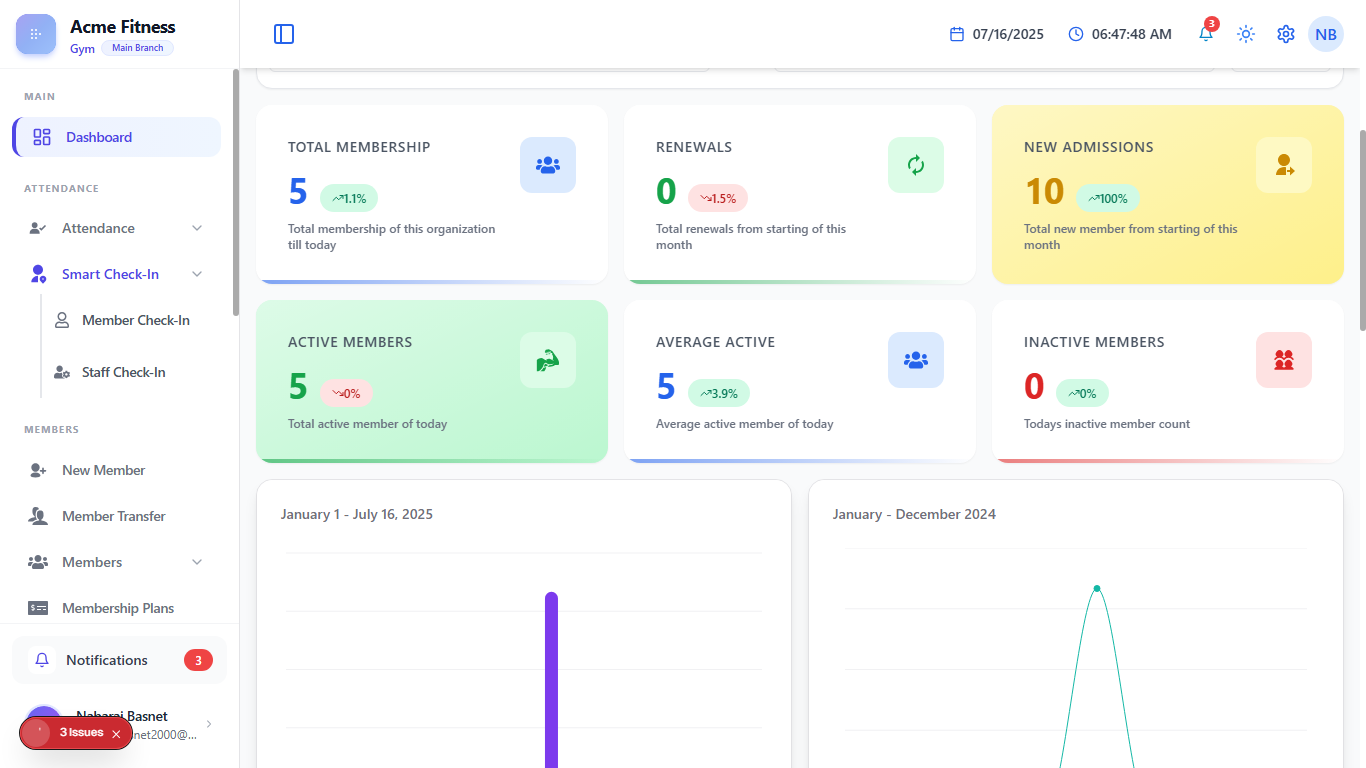 Acme Fitness
Gym Main Branch
07/16/2025 06:47:48 AM 3 NB
MAIN
Dashboard
ATTENDANCE
Attendance
Smart Check-In
Member Check-In
Staff Check-In
MEMBERS
New Member
Member Transfer
Members
Membership Plans
Notifications 3
Nabaraj Basnet
net2000@...
3 Issues
TOTAL MEMBERSHIP
5 1.1%
Total membership of this organization
till today
RENEWALS
0 1.5%
Total renewals from starting of this
month
NEW ADMISSIONS
10 100%
Total new member from starting of this
month
ACTIVE MEMBERS
5 0%
Total active member of today
AVERAGE ACTIVE
5 3.9%
Average active member of today
INACTIVE MEMBERS
0 0%
Todays inactive member count
January 1 - July 16, 2025
January - December 2024